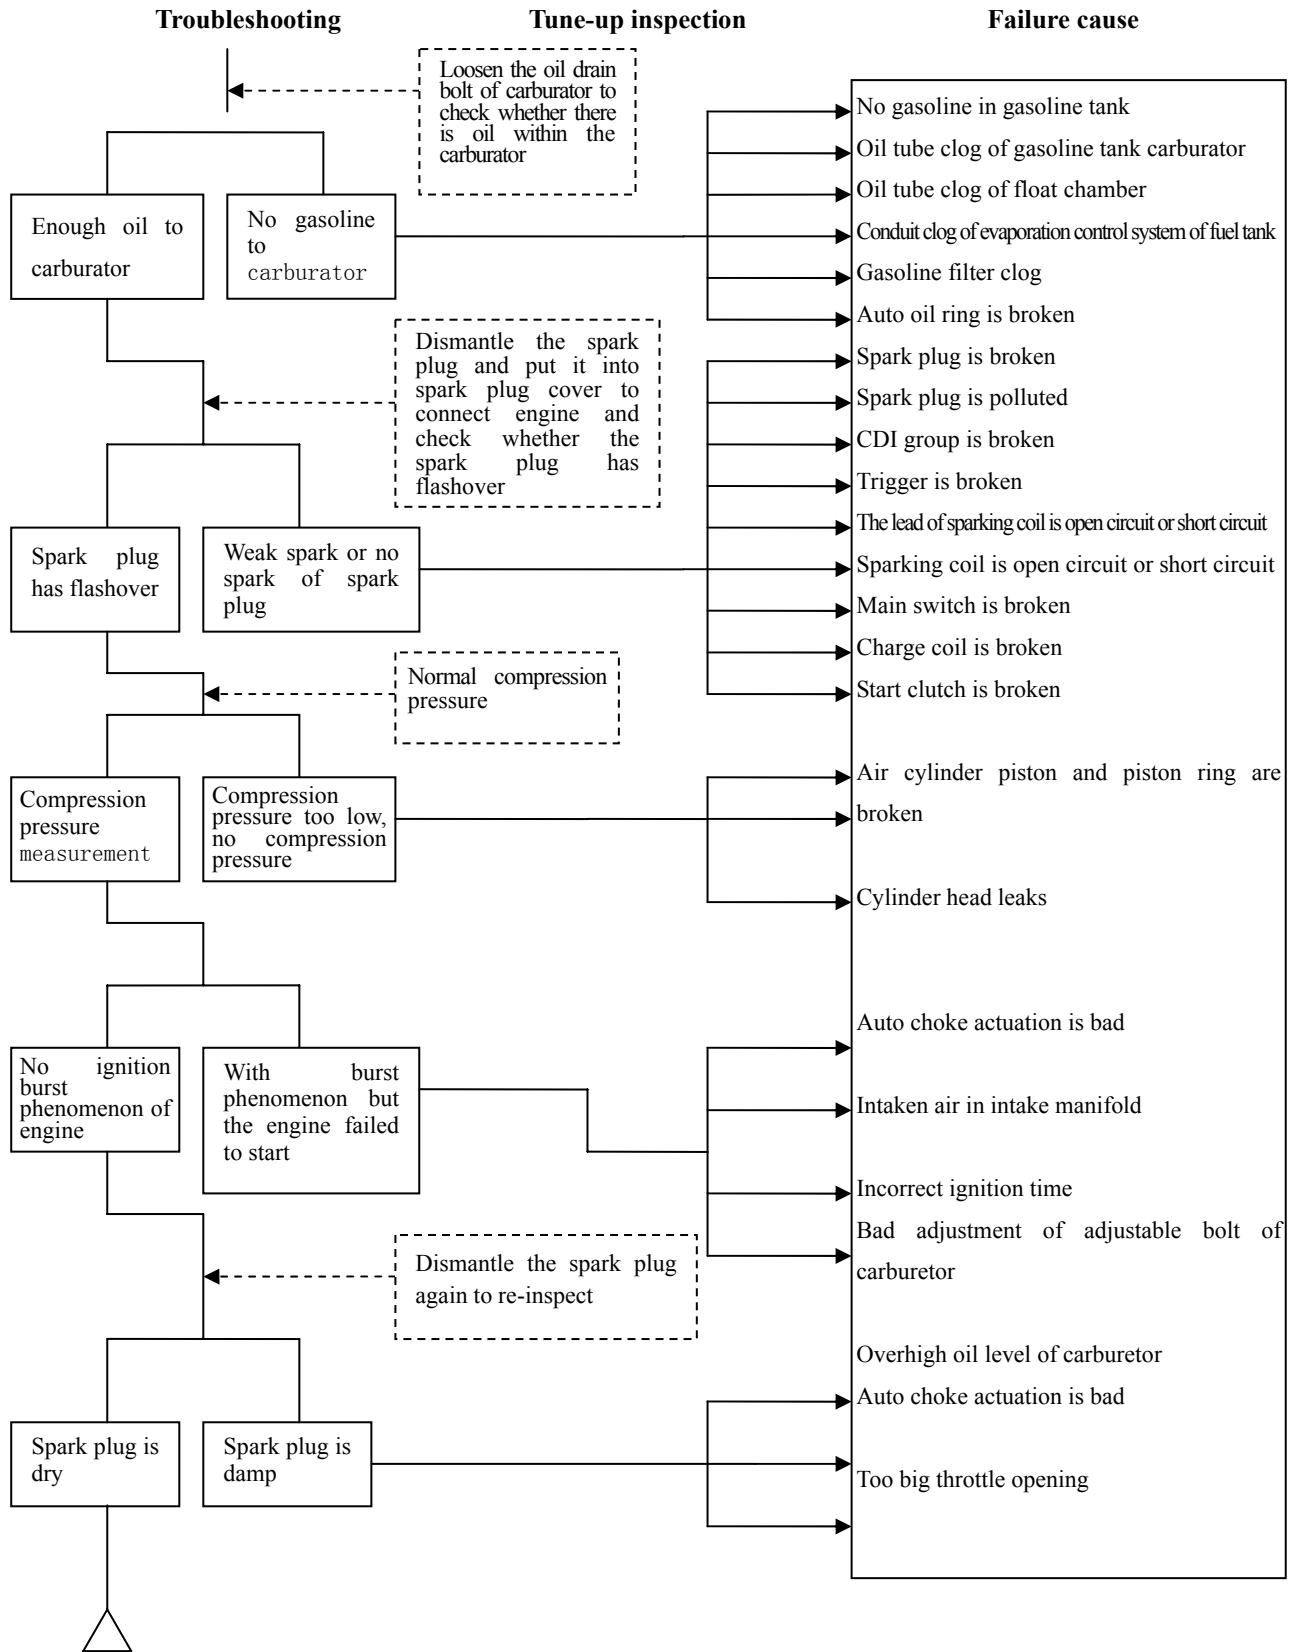 Troubleshooting
Tune-up inspection
Failure cause
Loosen the oil drain
bolt of carburator to
check whether there
is oil within the
carburator
Enough oil to
carburator
No gasoline
to
carburator
No gasoline in gasoline tank
Oil tube clog of gasoline tank carburator
Oil tube clog of float chamber
Conduit clog of evaporation control system of fuel tank
Gasoline filter clog
Auto oil ring is broken
Dismantle the spark
plug and put it into
spark plug cover to
connect engine and
check whether the
spark plug has
flashover
Spark plug
has flashover
Weak spark or no
spark of spark
plug
Spark plug is broken
Spark plug is polluted
CDI group is broken
Trigger is broken
The lead of sparking coil is open circuit or short circuit
Sparking coil is open circuit or short circuit
Main switch is broken
Charge coil is broken
Start clutch is broken
Normal compression
pressure
Compression
pressure
measurement
Compression
pressure too low,
no compression
pressure
Air cylinder piston and piston ring are
broken
Cylinder head leaks
No ignition
burst
phenomenon of
engine
With burst
phenomenon but
the engine failed
to start
Auto choke actuation is bad
Intaken air in intake manifold
Incorrect ignition time
Bad adjustment of adjustable bolt of
carburetor
Dismantle the spark plug
again to re-inspect
Spark plug is
dry
Spark plug is
damp
Overhigh oil level of carburetor
Auto choke actuation is bad
Too big throttle opening